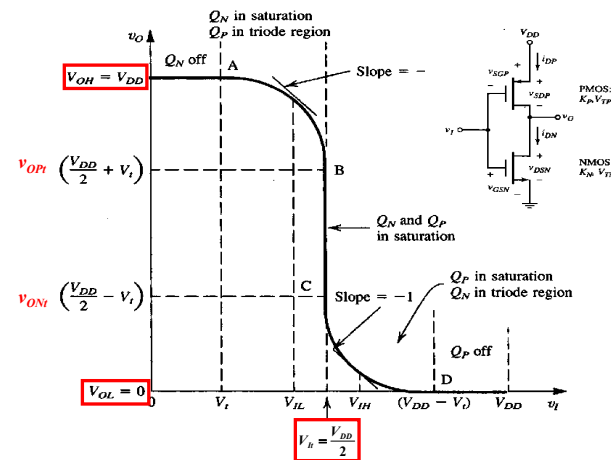 v_O
Q_N in saturation
Q_P in triode region
Q_N off
A
V_OH = V_DD
Slope = −
v_OPt (V_DD/2 + V_t)
B
Q_N and Q_P
in saturation
v_ONt (V_DD/2 − V_t)
C
Slope = −1
Q_P in saturation
Q_N in triode region
Q_P off
D
V_OL = 0
0
V_t
V_IL
V_IH
(V_DD − V_t)
V_DD
v_I
V_It = V_DD/2
V_DD
+
i_DP
v_SGP
+
v_SDP
−
−
PMOS:
K_P, V_TP
v_I
v_O
i_DN
+
+
v_DSN
v_GSN
−
−
NMOS:
K_N, V_T